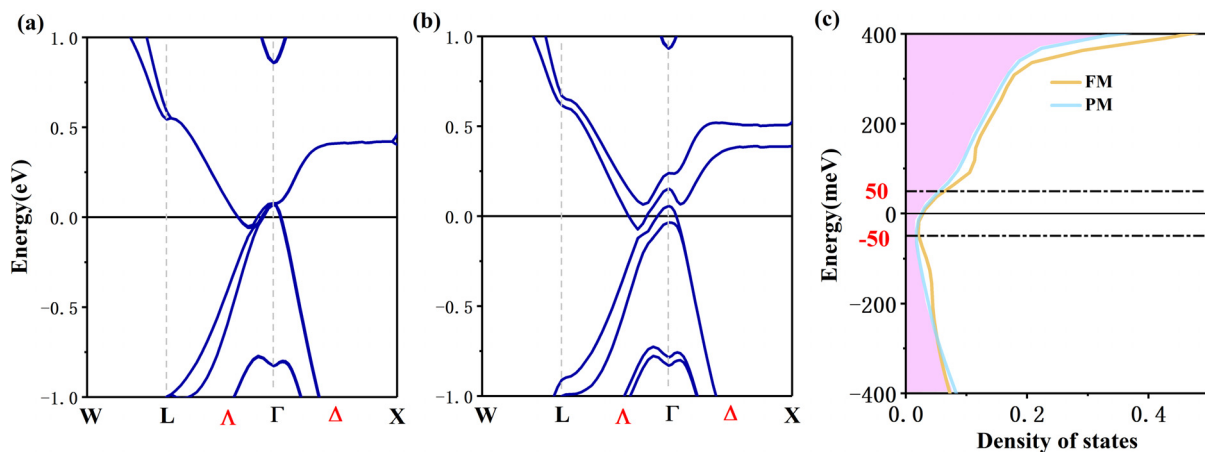 (a)
Energy(eV)
1.0
0.5
0.0
−0.5
−1.0
W L Λ Γ Δ X
(b)
1.0
0.5
0.0
−0.5
−1.0
W L Λ Γ Δ X
(c)
Energy(meV)
400
200
50
0
-50
−200
−400
FM
PM
0.0 0.2 0.4
Density of states